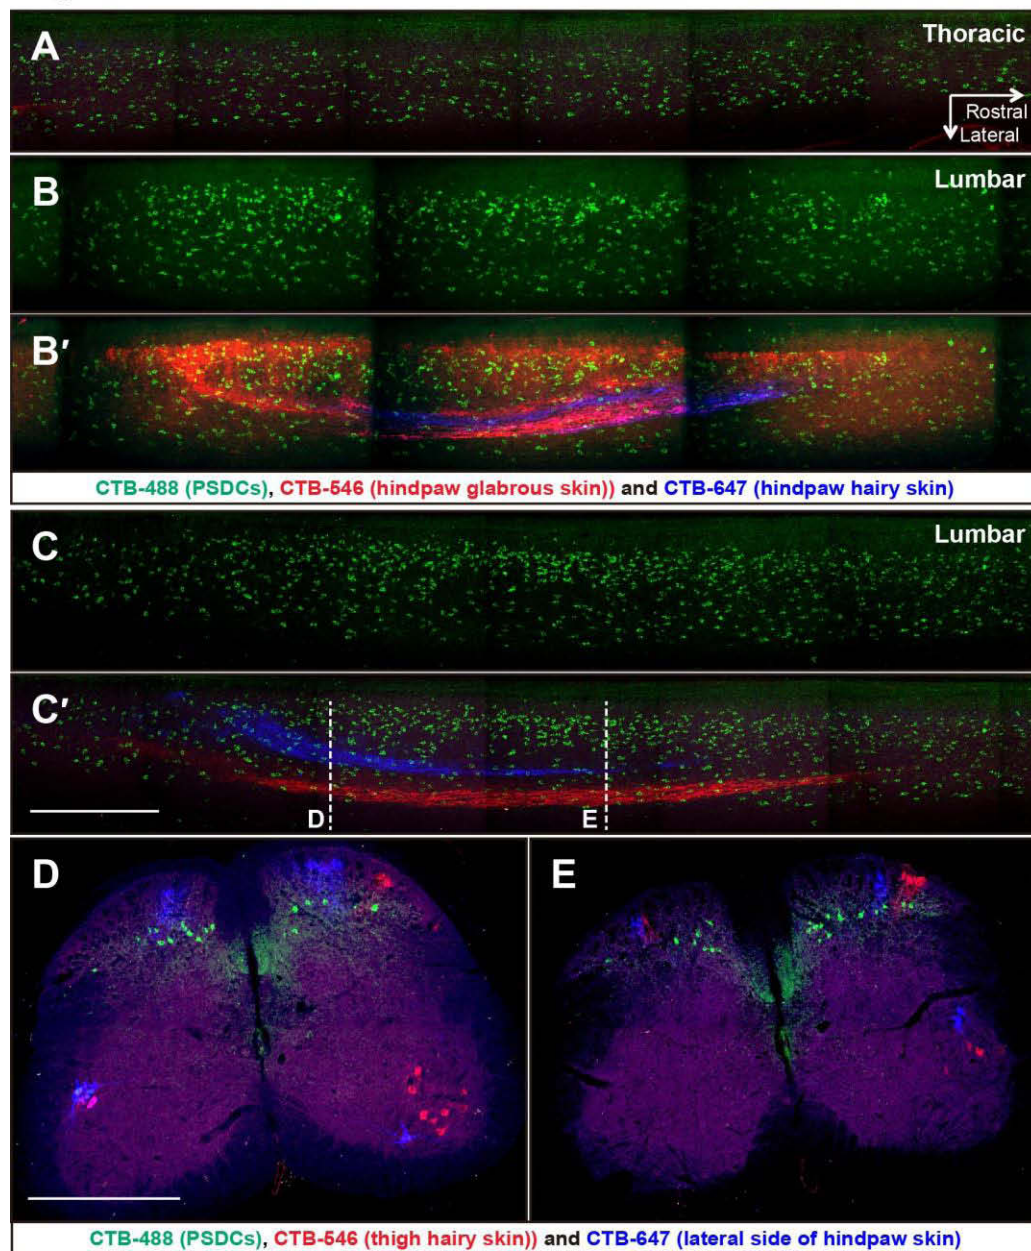 A
Thoracic
Rostral
Lateral
B
Lumbar
B′
CTB-488 (PSDCs), CTB-546 (hindpaw glabrous skin)) and CTB-647 (hindpaw hairy skin)
C
Lumbar
C′
D
E
D
E
CTB-488 (PSDCs), CTB-546 (thigh hairy skin)) and CTB-647 (lateral side of hindpaw skin)